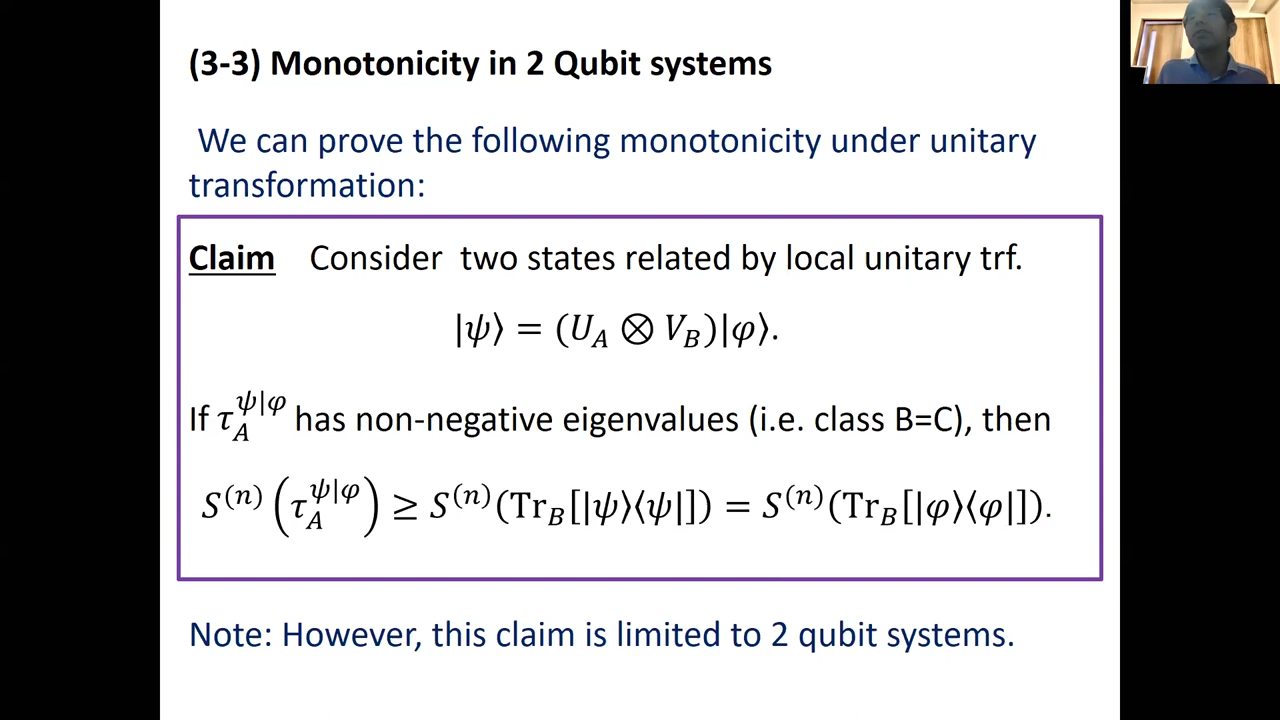 (3-3) Monotonicity in 2 Qubit systems
We can prove the following monotonicity under unitary
transformation:
Claim Consider two states related by local unitary trf.
|ψ⟩ = (U_A ⊗ V_B)|φ⟩.
If τ_A^{ψ|φ} has non-negative eigenvalues (i.e. class B=C), then
S^{(n)}(τ_A^{ψ|φ}) ≥ S^{(n)}(Tr_B[|ψ⟩⟨ψ|]) = S^{(n)}(Tr_B[|φ⟩⟨φ|]).
Note: However, this claim is limited to 2 qubit systems.